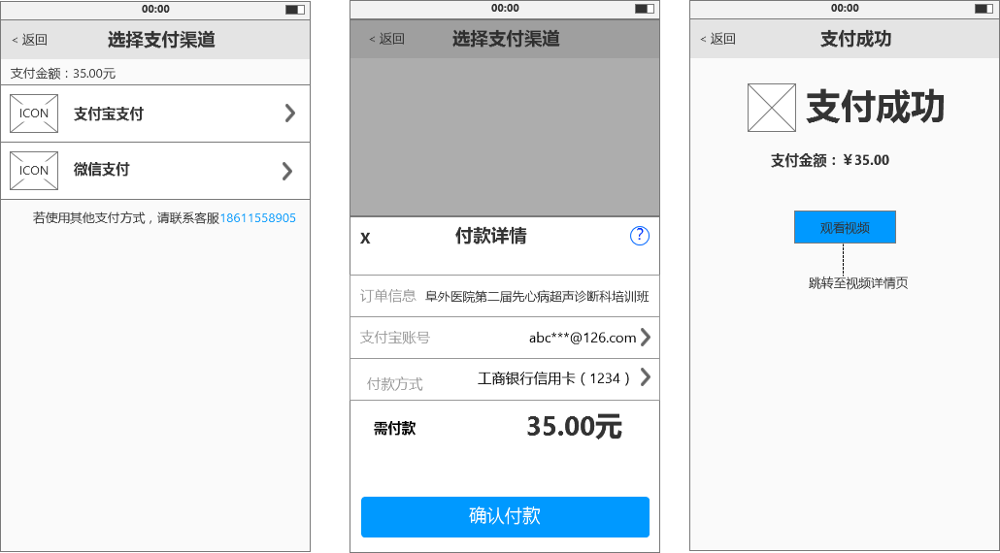 00:00
< 返回
选择支付渠道
支付金额：35.00元
ICON
支付宝支付
ICON
微信支付
若使用其他支付方式，请联系客服18611558905
00:00
< 返回
选择支付渠道
X
付款详情
?
订单信息
阜外医院第二届先心病超声诊断科培训班
支付宝账号
abc***@126.com
付款方式
工商银行信用卡（1234）
需付款
35.00元
确认付款
00:00
< 返回
支付成功
支付成功
支付金额：￥35.00
观看视频
跳转至视频详情页